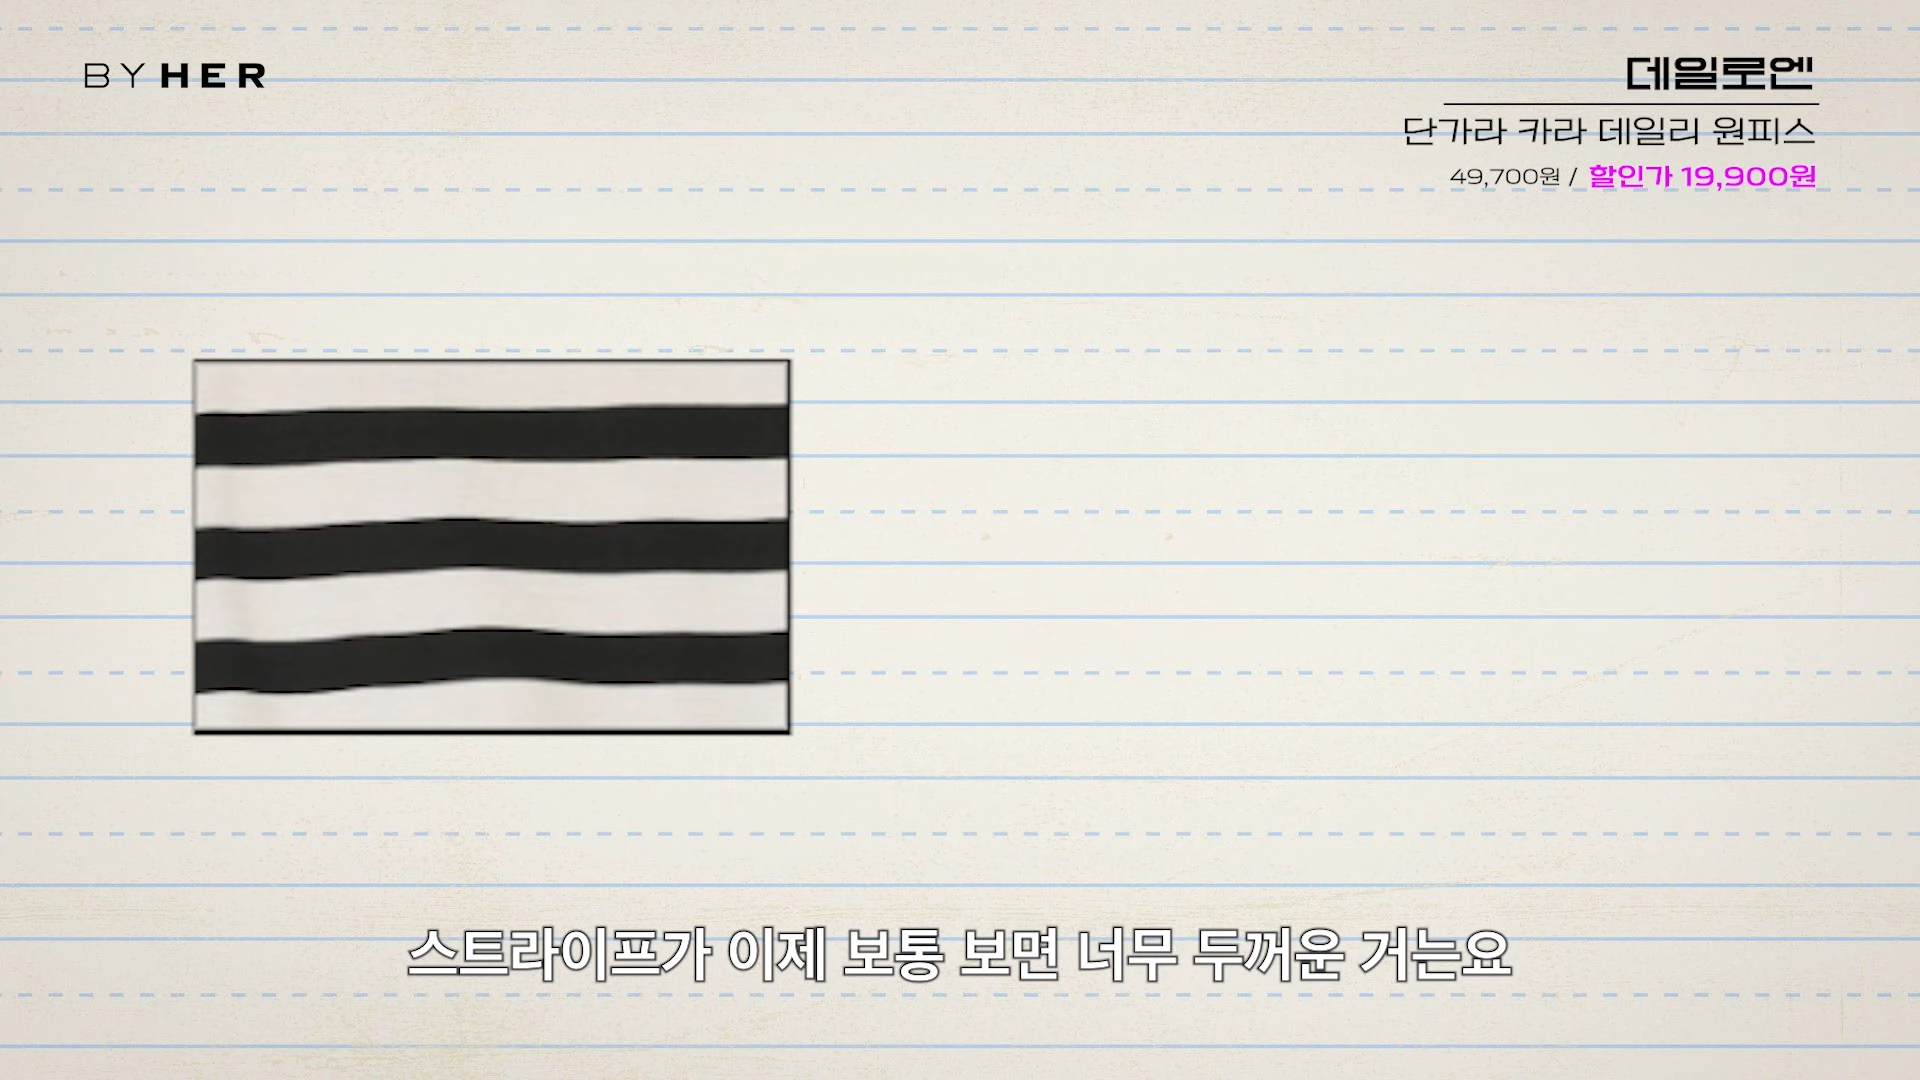 BY HER
데일로엔
단가라 카라 데일리 원피스
49,700원 / 할인가 19,900원
스트라이프가 이제 보통 보면 너무 두꺼운 거는요